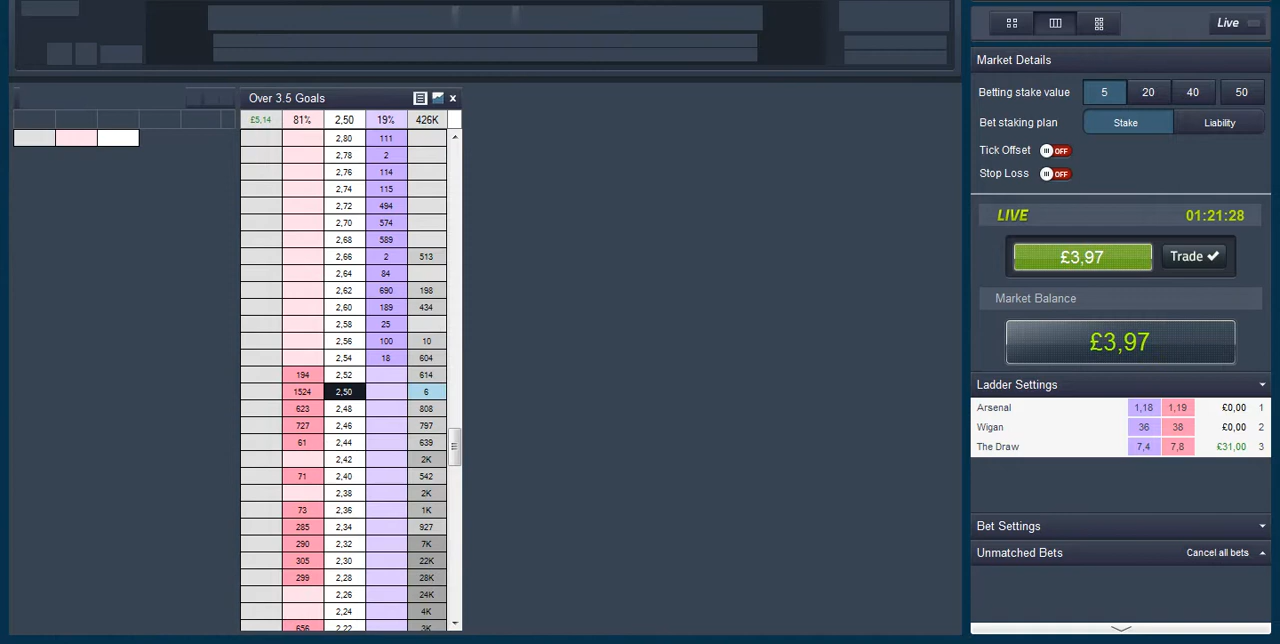 Live
Market Details
Betting stake value 5 20 40 50
Bet staking plan Stake Liability
Tick Offset OFF
Stop Loss OFF
LIVE 01:21:28
£3,97 Trade
Market Balance
£3,97
Ladder Settings
Arsenal 1,18 1,19 £0,00 1
Wigan 36 38 £0,00 2
The Draw 7,4 7,8 £31,00 3
Bet Settings
Unmatched Bets Cancel all bets
Over 3.5 Goals
£5,14 81% 2,50 19% 426K
2,80 111
2,78 2
2,76 114
2,74 115
2,72 494
2,70 574
2,68 589
2,66 2 513
2,64 84
2,62 690 198
2,60 189 434
2,58 25
2,56 100 10
2,54 18 604
194 2,52 614
1524 2,50 6
623 2,48 808
727 2,46 797
61 2,44 639
2,42 2K
71 2,40 542
2,38 2K
73 2,36 1K
285 2,34 927
290 2,32 7K
305 2,30 22K
299 2,28 28K
2,26 24K
2,24 4K
656 2,22 3K